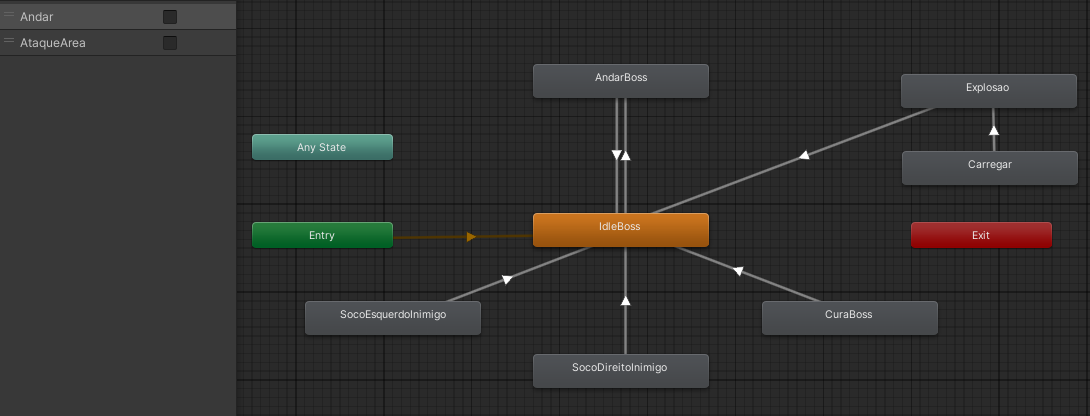 Andar
AtaqueArea
AndarBoss
Explosao
Any State
Carregar
IdleBoss
Entry
Exit
SocoEsquerdoInimigo
CuraBoss
SocoDireitoInimigo